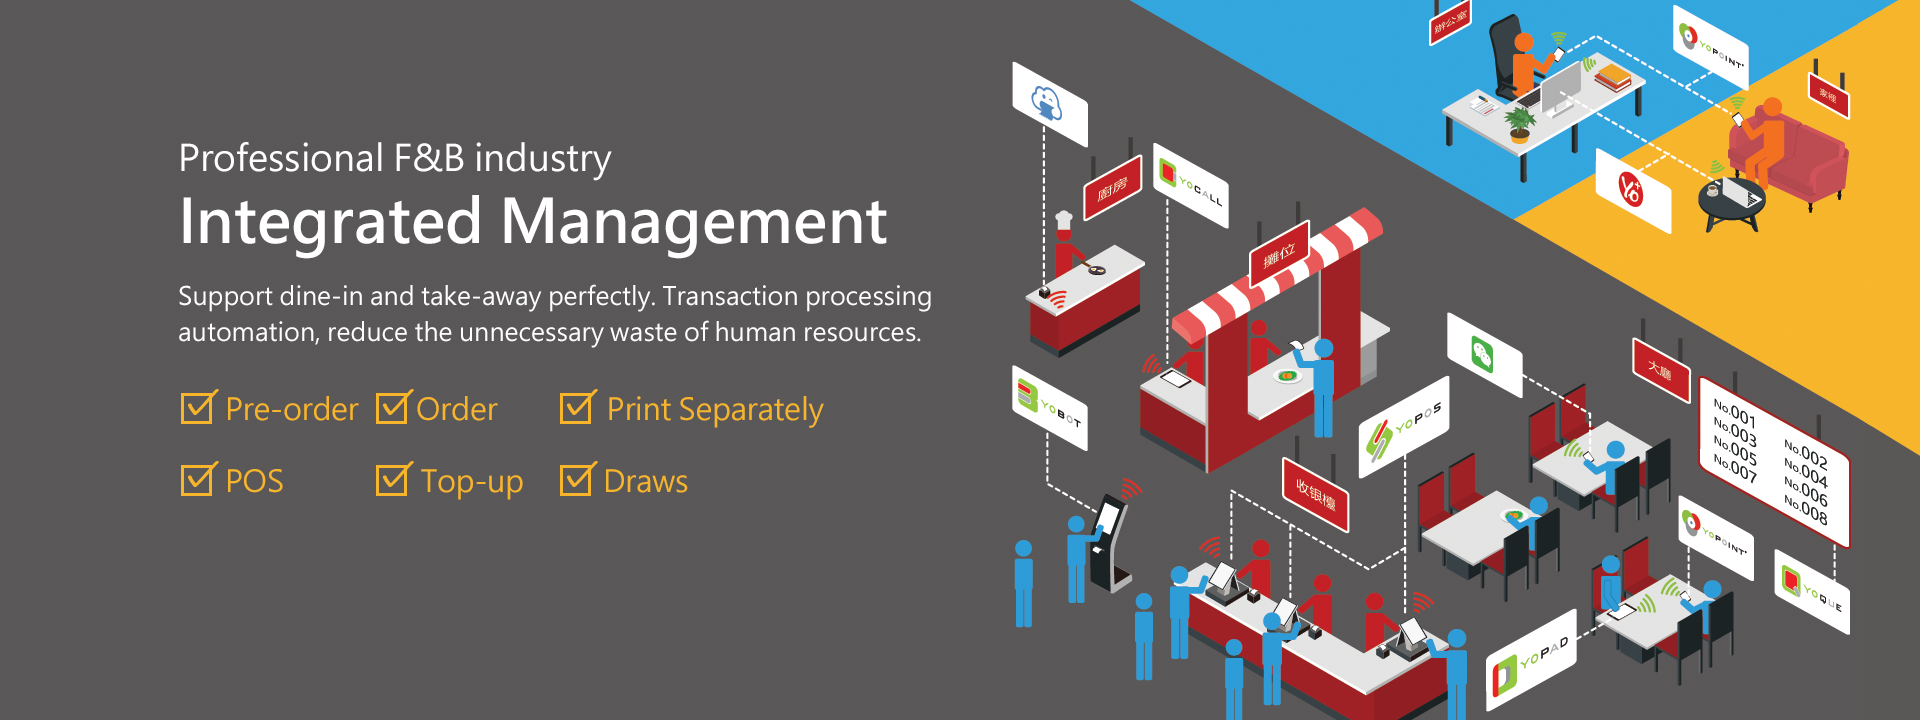 Professional F&B industry
Integrated Management
Support dine-in and take-away perfectly. Transaction processing
automation, reduce the unnecessary waste of human resources.
Pre-order
Order
Print Separately
POS
Top-up
Draws
辦公室
YOPOINT
家裡
Yo+
廚房
YOCALL
攤位
大廳
No.001
No.003
No.005
No.007
No.002
No.004
No.006
No.008
YOBOT
YOPOS
收银檯
YOPOINT
YOQUE
YOPAD